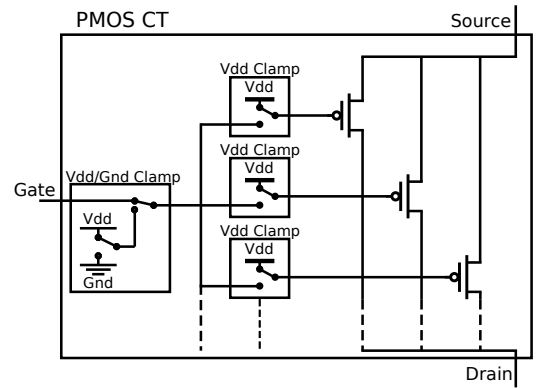 PMOS CT
Source
Vdd Clamp
Vdd
Vdd/Gnd Clamp
Gate
Vdd
Gnd
Vdd Clamp
Vdd
Vdd Clamp
Vdd
Drain